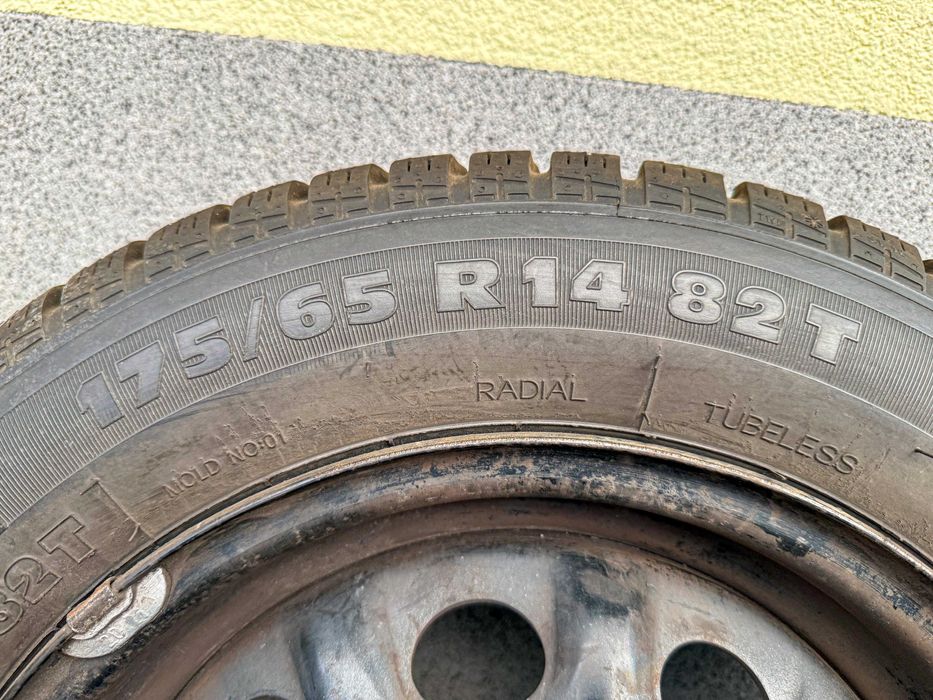 175/65 R14 82T
MOLD NO:01
RADIAL
TUBELESS
82T